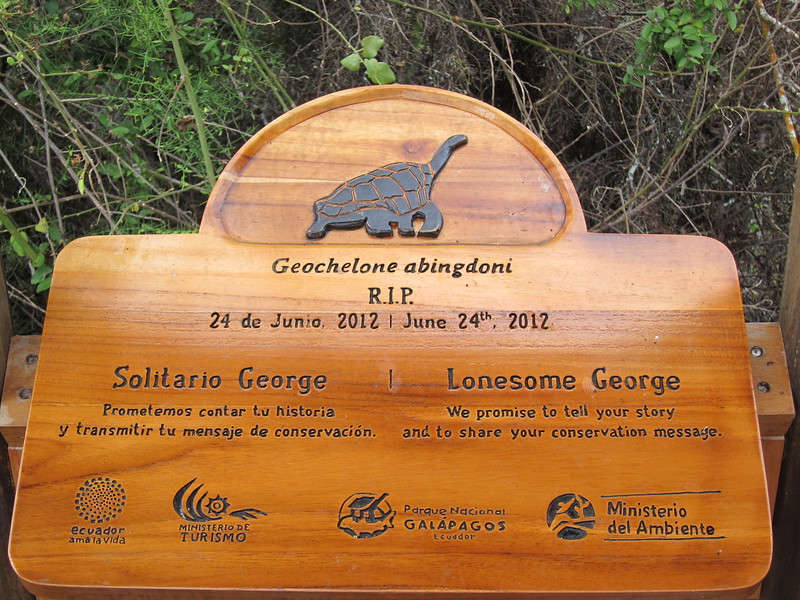 Geochelone abingdoni
R.I.P.
24 de Junio, 2012 | June 24th, 2012
Solitario George | Lonesome George
Prometemos contar tu historia
y transmitir tu mensaje de conservación.
We promise to tell your story
and to share your conservation message.
ecuador
ama la vida
MINISTERIO DE
TURISMO
Parque Nacional
GALÁPAGOS
Ecuador
Ministerio
del Ambiente